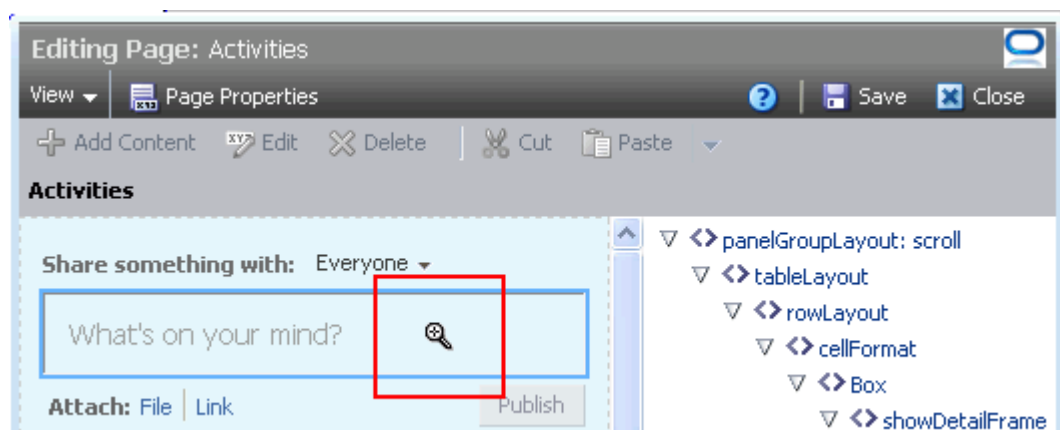 Editing Page: Activities
View Page Properties ? Save Close
Add Content Edit Delete Cut Paste
Activities
Share something with: Everyone
What's on your mind?
Attach: File Link Publish
<> panelGroupLayout: scroll
<> tableLayout
<> rowLayout
<> cellFormat
<> Box
<> showDetailFrame